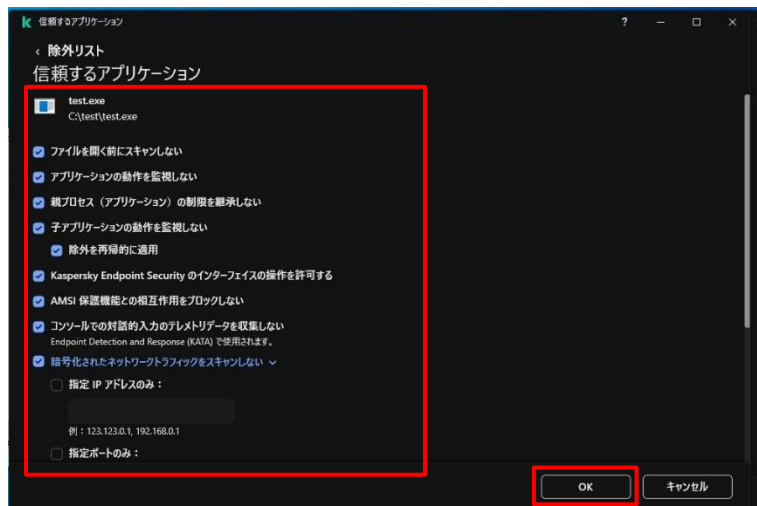 信頼するアプリケーション
? – □ ×
‹ 除外リスト
信頼するアプリケーション
test.exe
C:\test\test.exe
ファイルを開く前にスキャンしない
アプリケーションの動作を監視しない
親プロセス（アプリケーション）の制限を継承しない
子アプリケーションの動作を監視しない
除外を再帰的に適用
Kaspersky Endpoint Security のインターフェイスの操作を許可する
AMSI 保護機能との相互作用をブロックしない
コンソールでの対話的入力のテレメトリデータを収集しない
Endpoint Detection and Response (KATA) で使用されます。
暗号化されたネットワークトラフィックをスキャンしない
指定 IP アドレスのみ：
例：123.123.0.1, 192.168.0.1
指定ポートのみ：
OK
キャンセル